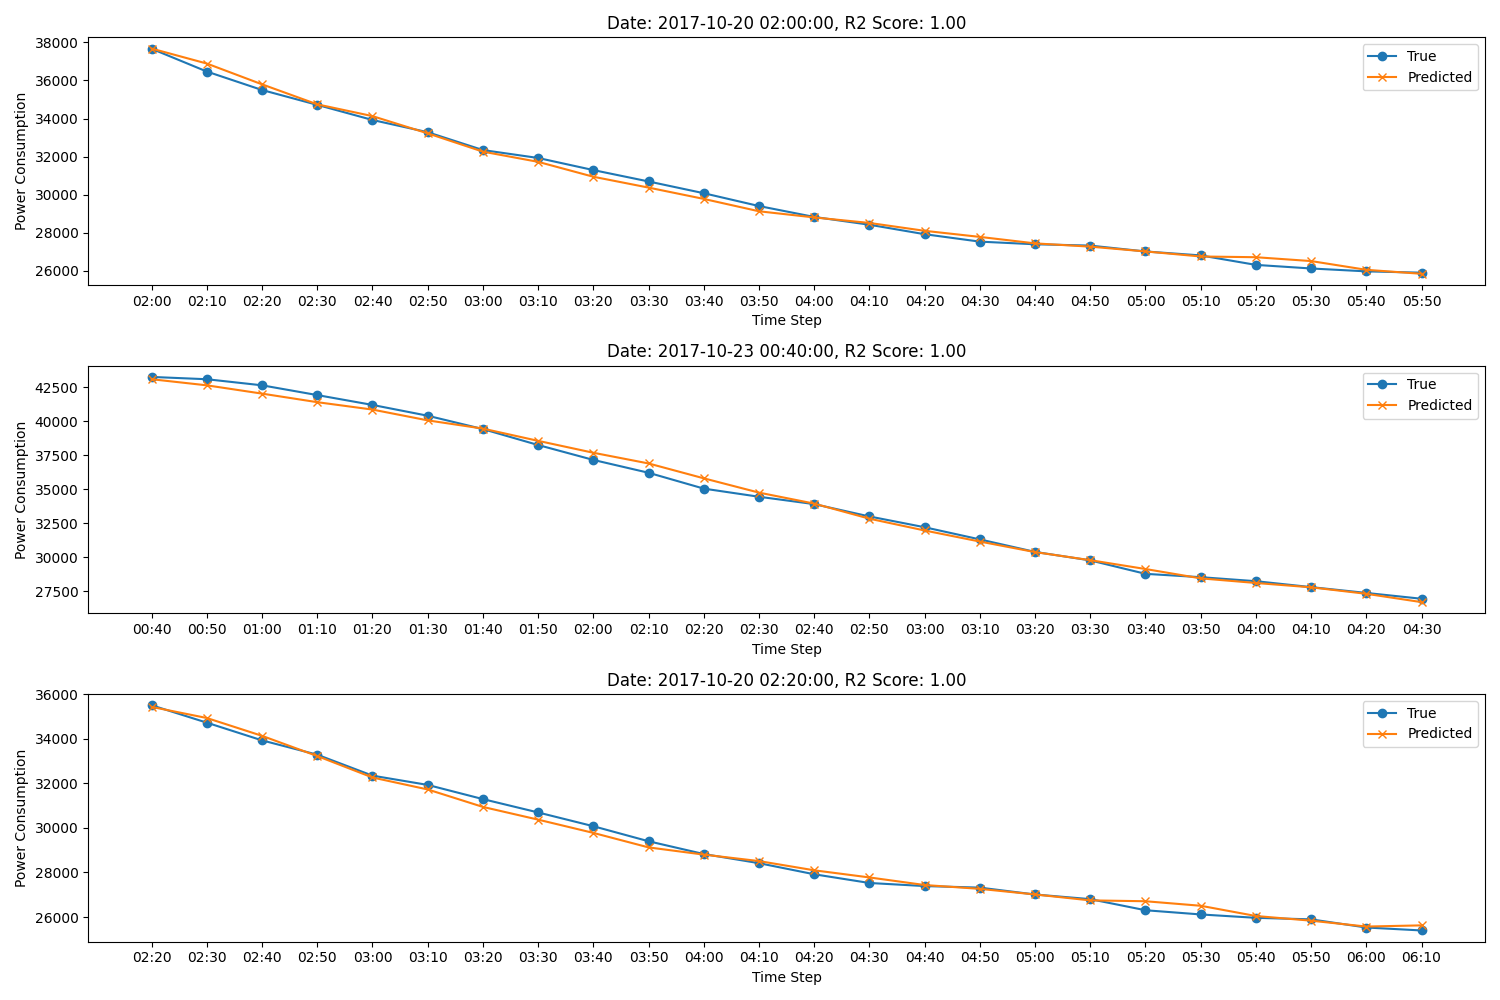 Date: 2017-10-20 02:00:00, R2 Score: 1.00
38000
36000
34000
32000
30000
28000
26000
Power Consumption
True
Predicted
02:00 02:10 02:20 02:30 02:40 02:50 03:00 03:10 03:20 03:30 03:40 03:50 04:00 04:10 04:20 04:30 04:40 04:50 05:00 05:10 05:20 05:30 05:40 05:50
Time Step
Date: 2017-10-23 00:40:00, R2 Score: 1.00
42500
40000
37500
35000
32500
30000
27500
Power Consumption
True
Predicted
00:40 00:50 01:00 01:10 01:20 01:30 01:40 01:50 02:00 02:10 02:20 02:30 02:40 02:50 03:00 03:10 03:20 03:30 03:40 03:50 04:00 04:10 04:20 04:30
Time Step
Date: 2017-10-20 02:20:00, R2 Score: 1.00
36000
34000
32000
30000
28000
26000
Power Consumption
True
Predicted
02:20 02:30 02:40 02:50 03:00 03:10 03:20 03:40 03:40 03:50 04:00 04:10 04:20 04:30 04:40 04:50 05:00 05:10 05:20 05:30 05:40 05:50 06:00 06:10
Time Step